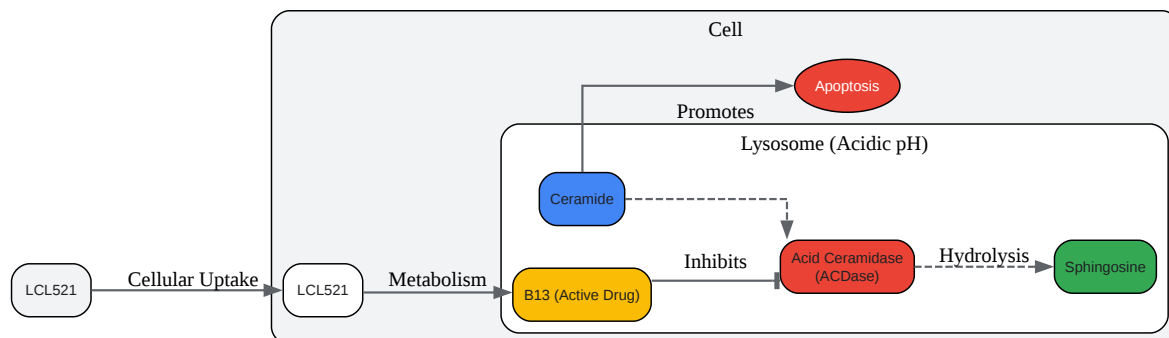 Cell
Apoptosis
Promotes
Lysosome (Acidic pH)
Ceramide
LCL521
Cellular Uptake
LCL521
Metabolism
B13 (Active Drug)
Inhibits
Acid Ceramidase
(ACDase)
Hydrolysis
Sphingosine